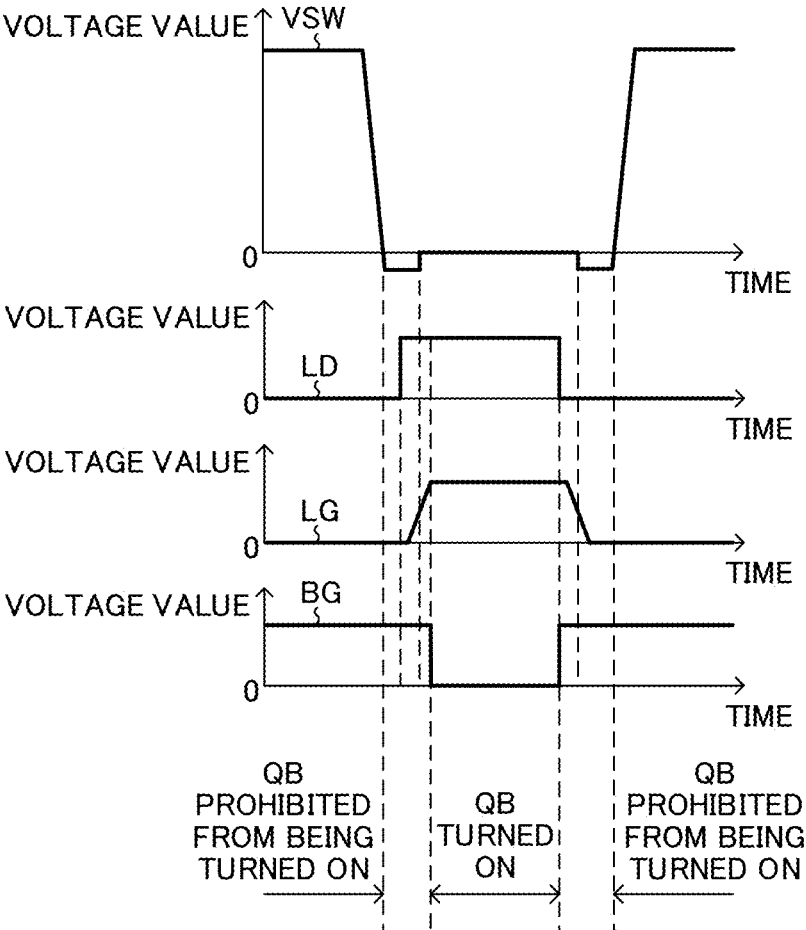 VOLTAGE VALUE
VSW
0
TIME
VOLTAGE VALUE
LD
0
TIME
VOLTAGE VALUE
LG
0
TIME
VOLTAGE VALUE
BG
0
TIME
QB
PROHIBITED
FROM BEING
TURNED ON
QB
TURNED
ON
QB
PROHIBITED
FROM BEING
TURNED ON